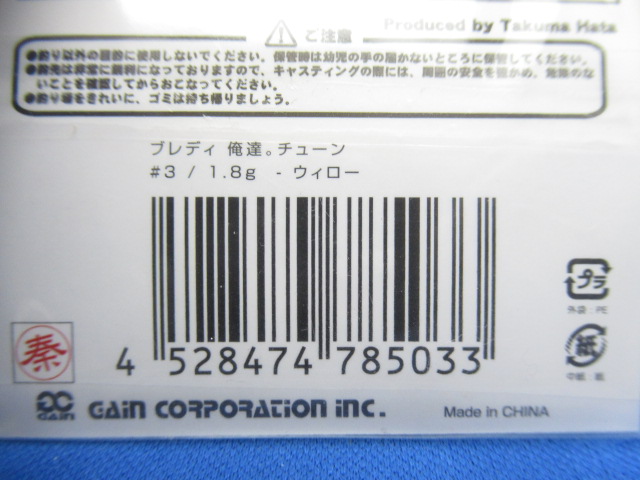 Produced by Takuma Hata
ご注意
●釣り以外の目的に使用しないでください。保管時は幼児の手の届かないところに保管してください。
●鈎先は非常に鋭利になっておりますので、キャスティングの際には、周囲の安全を確かめ、危険のな
いことを確認してからおこなってください。
●釣り場をきれいに、ゴミは持ち帰りましょう。
ブレディ 俺達。チューン
#3 / 1.8g - ウィロー
4 528474 785033
プラ
外袋：PE
紙
中紙：紙
秦
GAIN
GAIN CORPORATION INC.
Made in CHINA